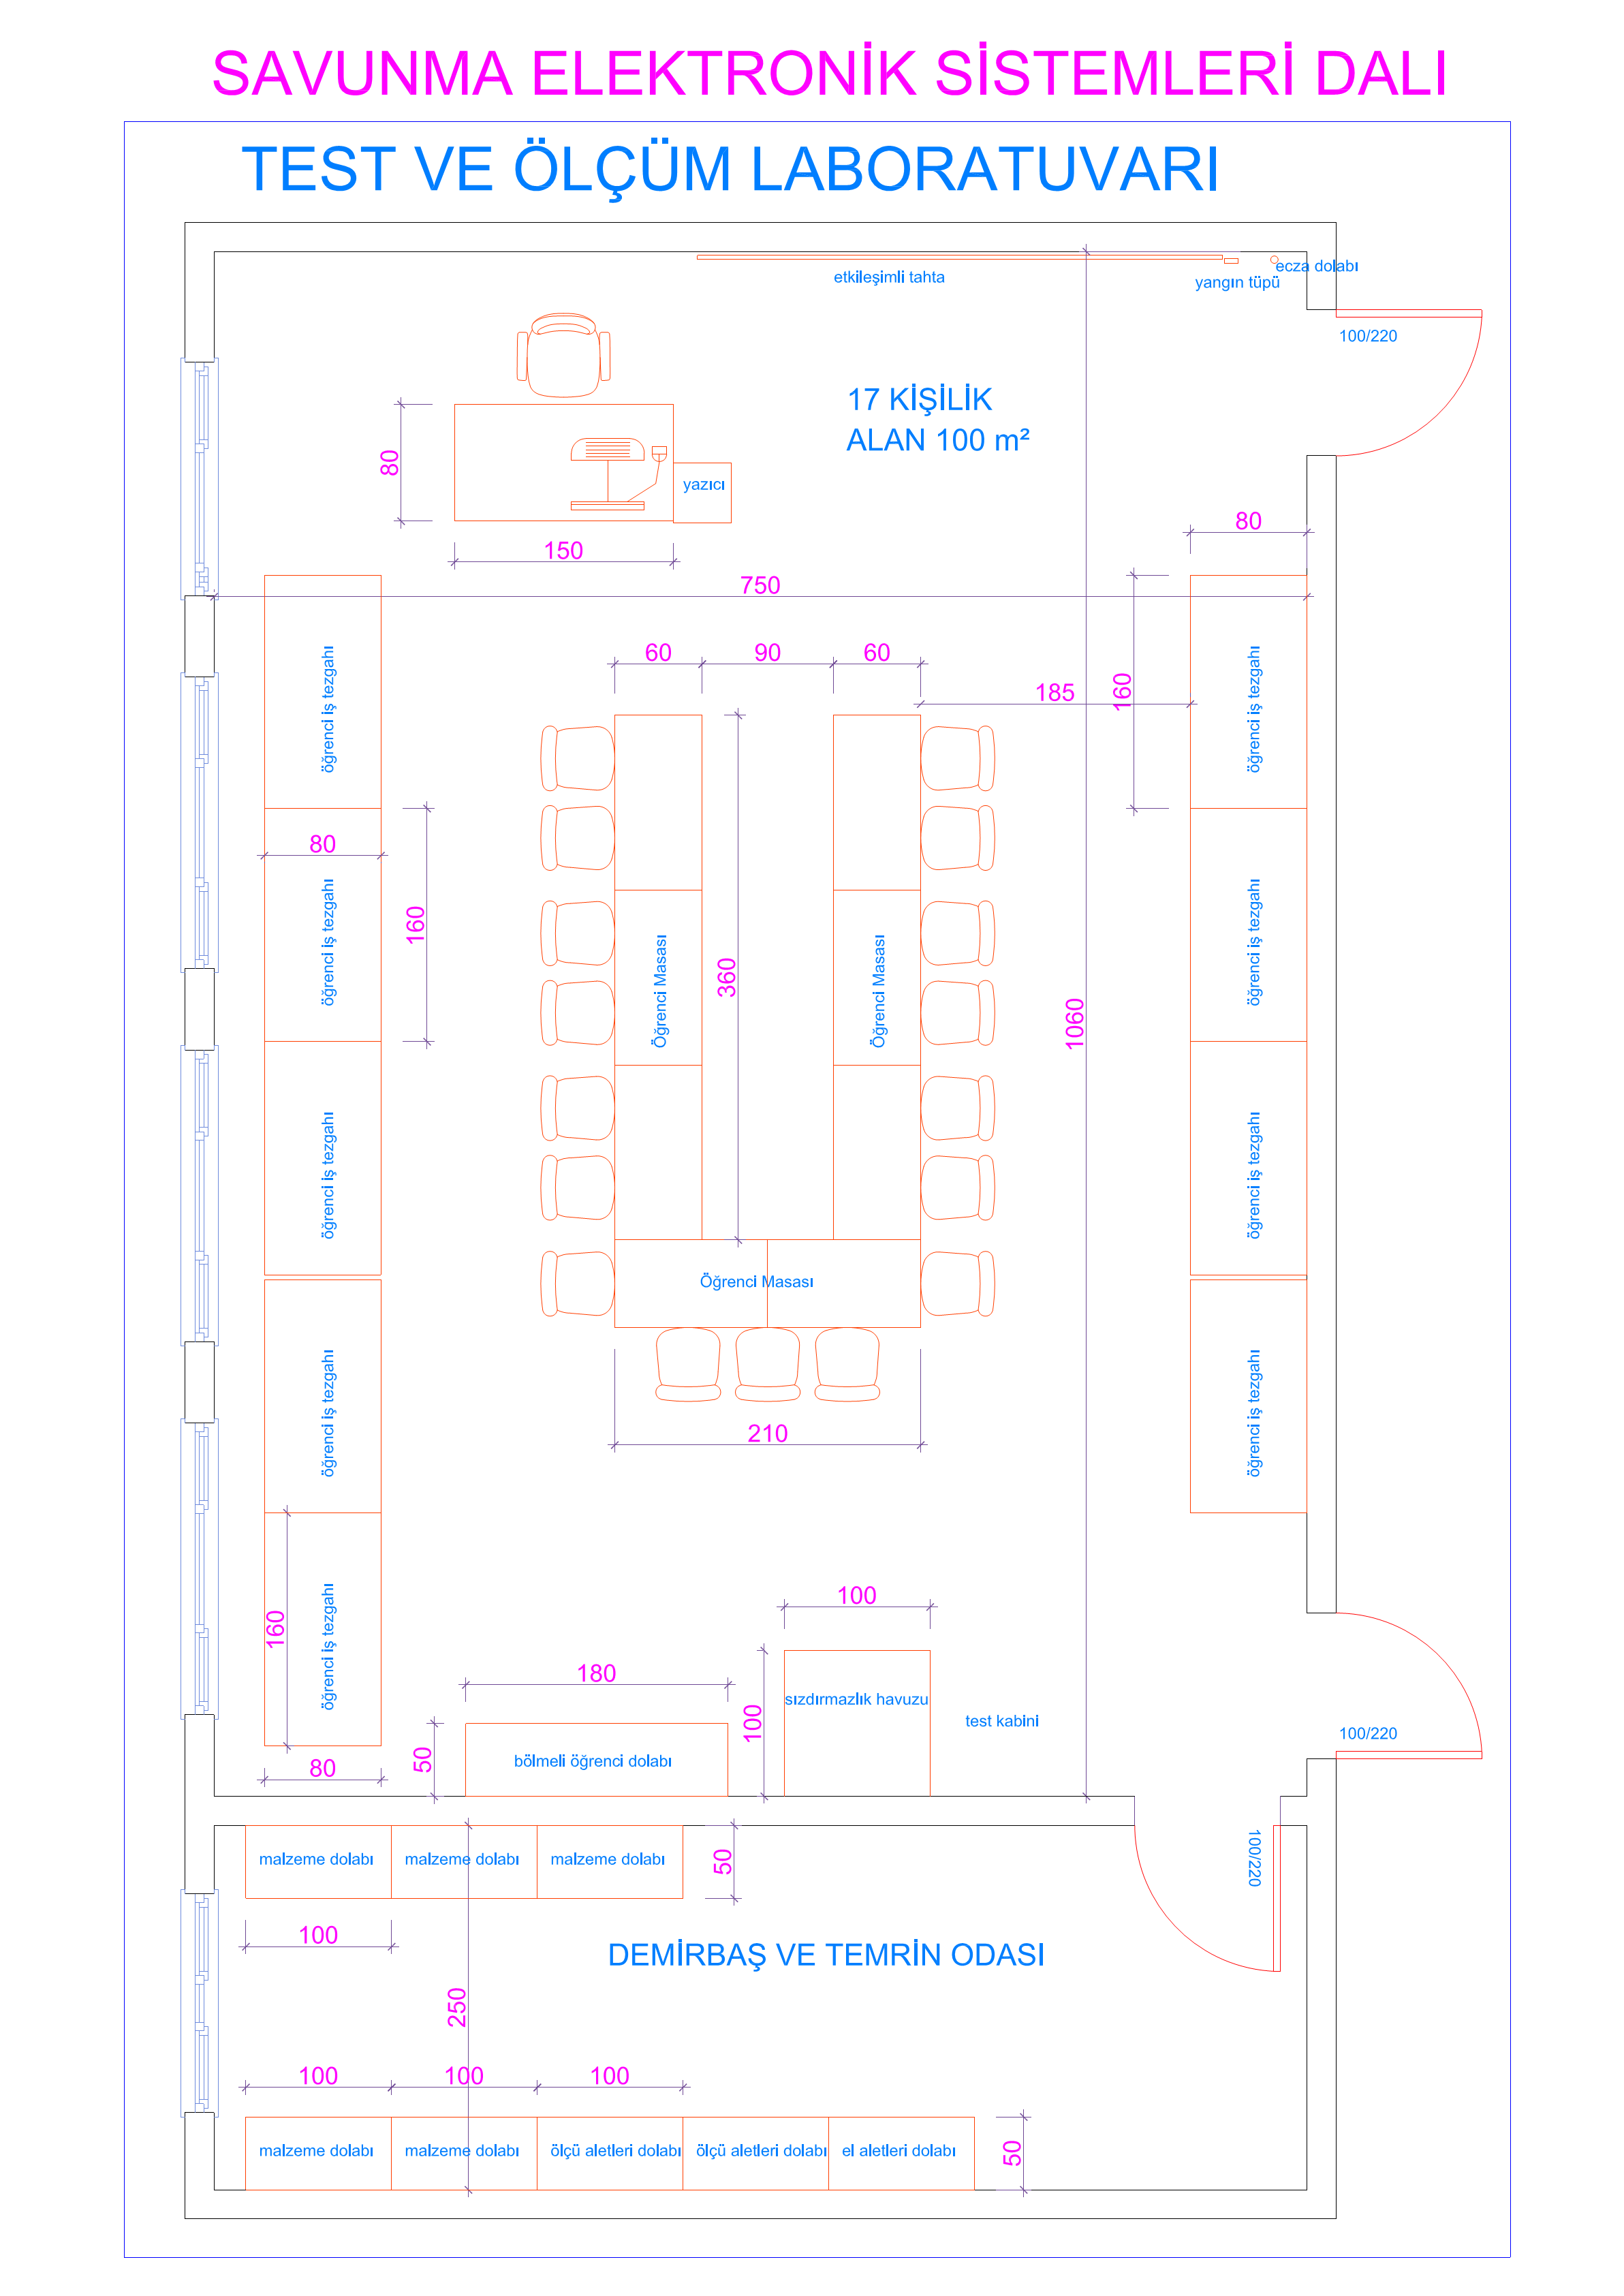 SAVUNMA ELEKTRONİK SİSTEMLERİ DALI
TEST VE ÖLÇÜM LABORATUVARI
etkileşimli tahta
ecza dolabı
yangın tüpü
100/220
17 KİŞİLİK
ALAN 100 m²
80
yazıcı
150
80
750
60
90
60
185
160
öğrenci iş tezgahı
öğrenci iş tezgahı
80
160
öğrenci iş tezgahı
öğrenci iş tezgahı
Öğrenci Masası
360
Öğrenci Masası
1060
öğrenci iş tezgahı
öğrenci iş tezgahı
Öğrenci Masası
öğrenci iş tezgahı
öğrenci iş tezgahı
210
100
160
öğrenci iş tezgahı
180
100
sızdırmazlık havuzu
test kabini
100/220
80
50
bölmeli öğrenci dolabı
malzeme dolabı
malzeme dolabı
malzeme dolabı
50
100/220
100
DEMİRBAŞ VE TEMRİN ODASI
250
100
100
100
malzeme dolabı
malzeme dolabı
ölçü aletleri dolabı
ölçü aletleri dolabı
el aletleri dolabı
50